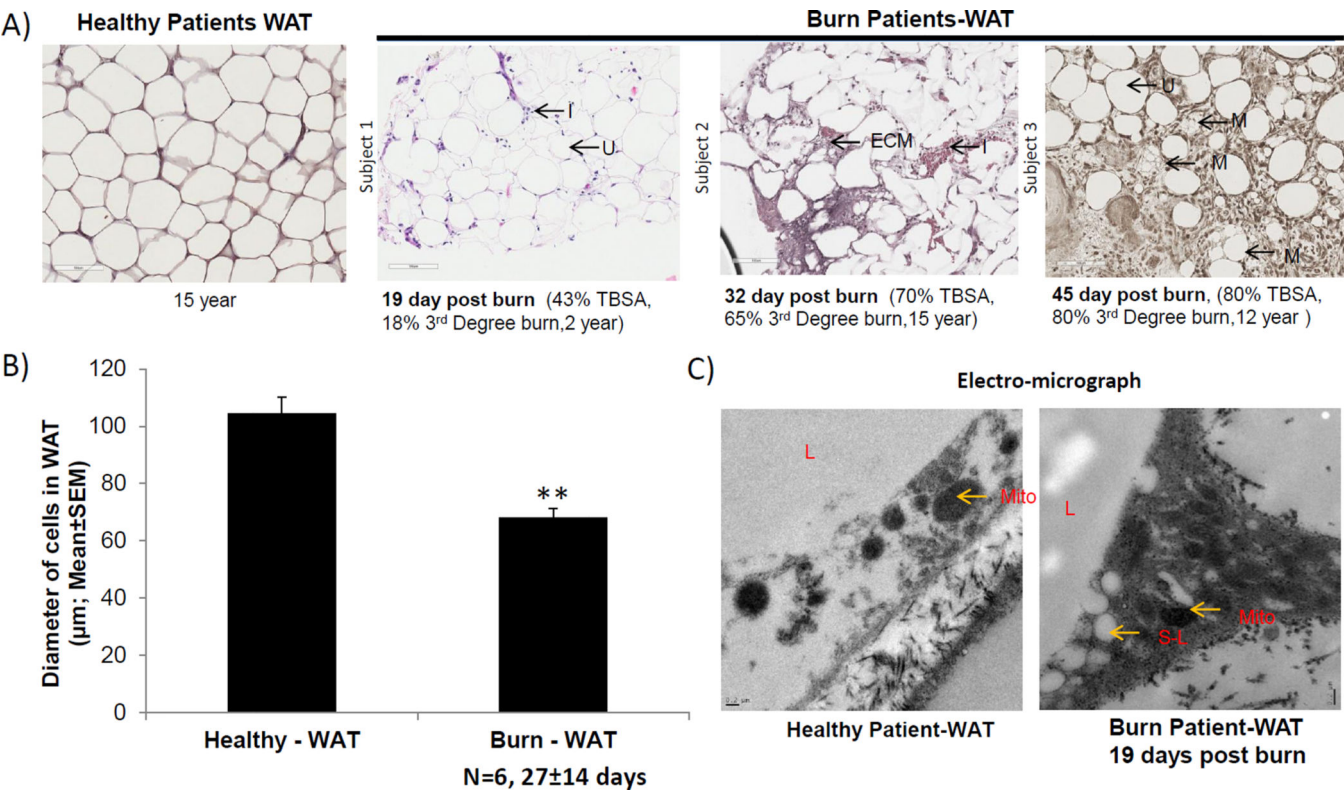 A)
Healthy Patients WAT
Burn Patients-WAT
15 year
Subject 1
I
U
19 day post burn (43% TBSA,
18% 3rd Degree burn,2 year)
Subject 2
ECM
I
32 day post burn (70% TBSA,
65% 3rd Degree burn,15 year)
Subject 3
U
M
M
M
45 day post burn, (80% TBSA,
80% 3rd Degree burn,12 year )
B)
Diameter of cells in WAT
(µm; Mean±SEM)
120
100
80
60
40
20
0
**
Healthy - WAT
Burn - WAT
N=6, 27±14 days
C)
Electro-micrograph
L
Mito
0.2 µm
Healthy Patient-WAT
L
Mito
S-L
Burn Patient-WAT
19 days post burn